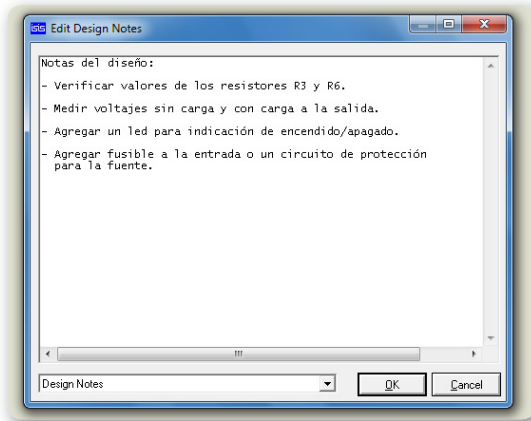 isis Edit Design Notes
Notas del diseño:
- Verificar valores de los resistores R3 y R6.
- Medir voltajes sin carga y con carga a la salida.
- Agregar un led para indicación de encendido/apagado.
- Agregar fusible a la entrada o un circuito de protección
para la fuente.
Design Notes
OK
Cancel